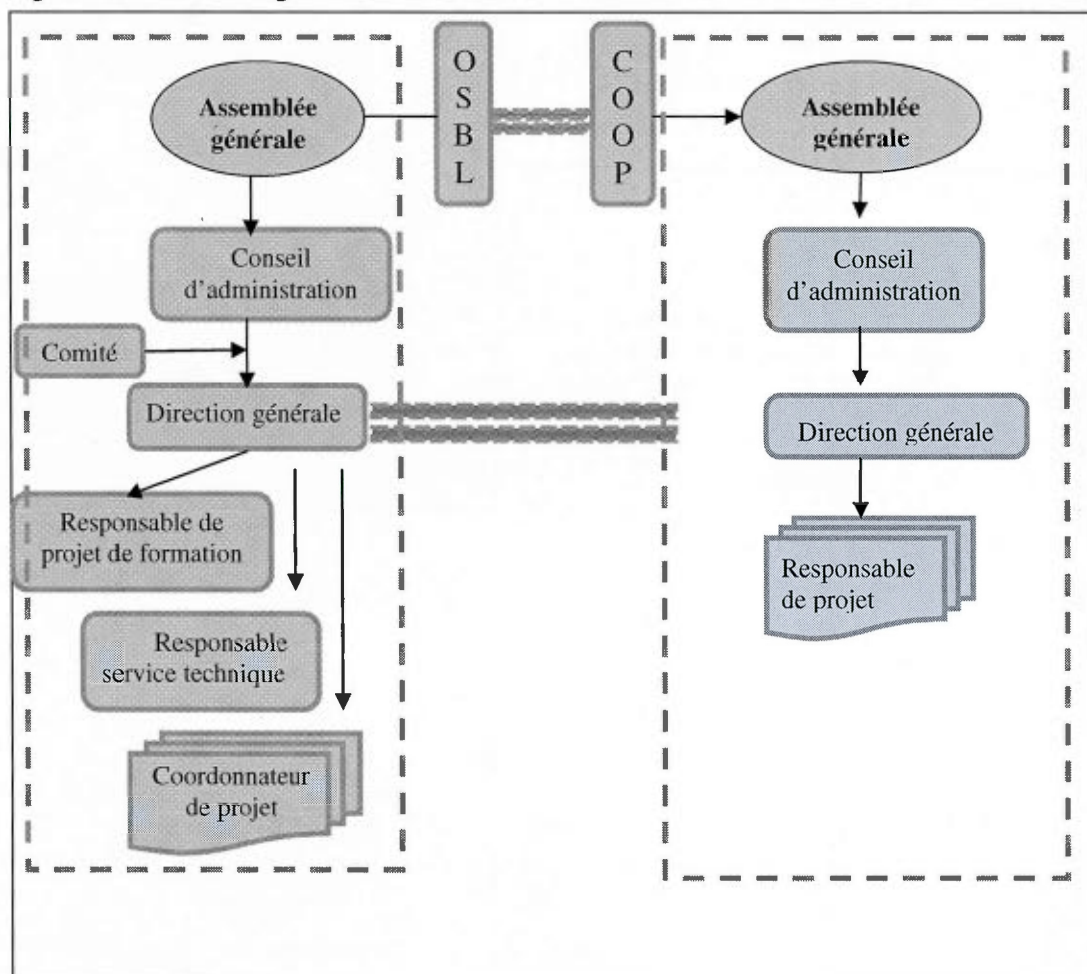 Assemblée
générale
O
S
B
L
C
O
O
P
Assemblée
générale
Conseil
d'administration
Conseil
d'administration
Comité
Direction générale
Direction générale
Responsable de
projet de formation
Responsable
de projet
Responsable
service technique
Coordonnateur
de projet